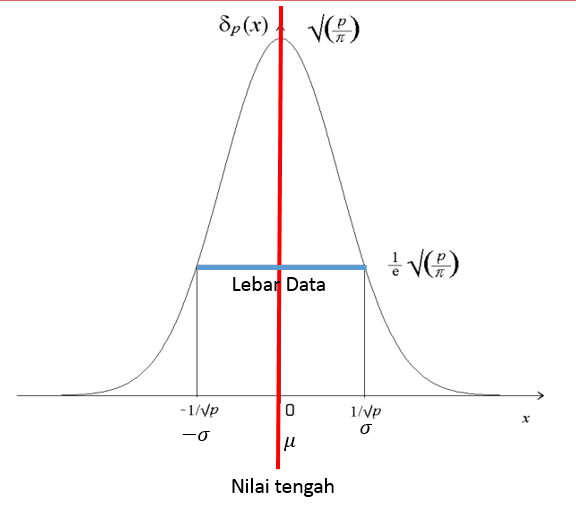 δₚ(x) √(p/π)
1/e √(p/π)
Lebar Data
-1/√p 0 1/√p x
−σ μ σ
Nilai tengah